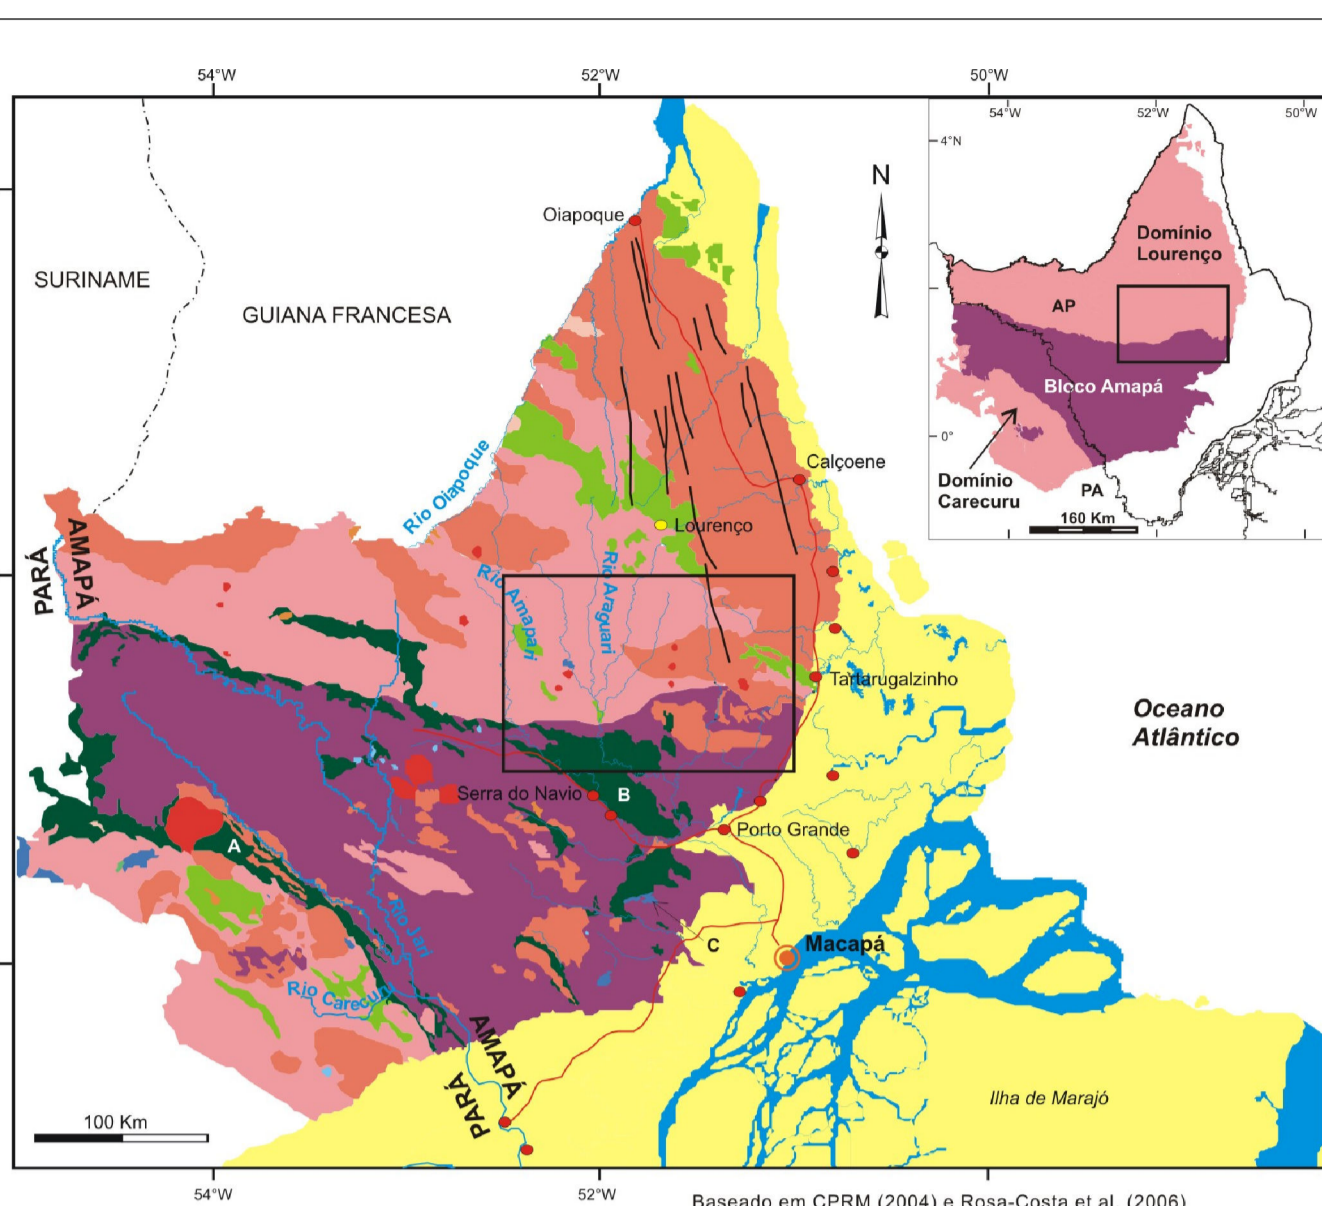 54°W
52°W
50°W
54°W
52°W
50°W
4°N
N
Oiapoque
Domínio
Lourenço
SURINAME
GUIANA FRANCESA
AP
Bloco Amapá
0°
Rio Oiapoque
Calçoene
Domínio
Carecuru
PA
160 Km
Lourenço
PARÁ
AMAPÁ
Rio Amapari
Rio Araguari
Tartarugalzinho
Oceano
Atlântico
Serra do Navio
B
Porto Grande
A
Rio Jari
C
Macapá
Rio Carecuru
AMAPÁ
PARÁ
Ilha de Marajó
100 Km
54°W
52°W
Baseado em CPRM (2004) e Rosa-Costa et al. (2006)